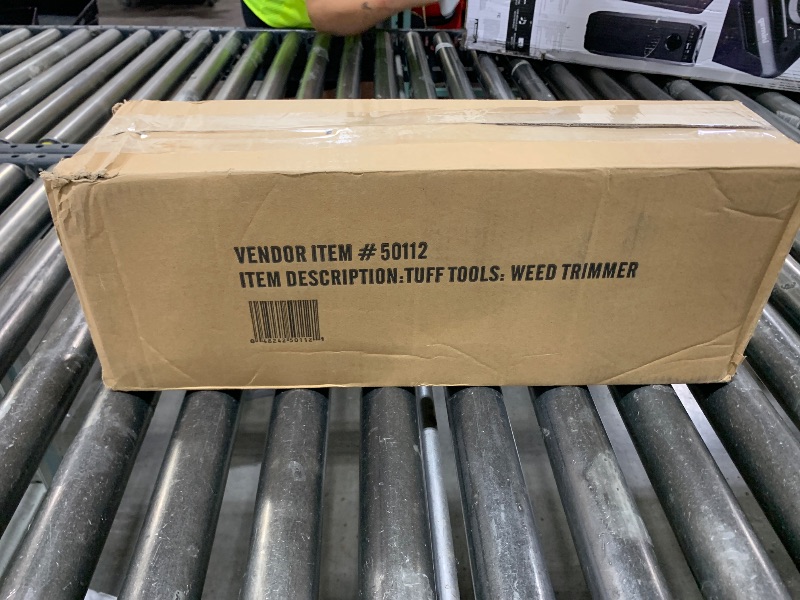 VENDOR ITEM # 50112
ITEM DESCRIPTION:TUFF TOOLS: WEED TRIMMER